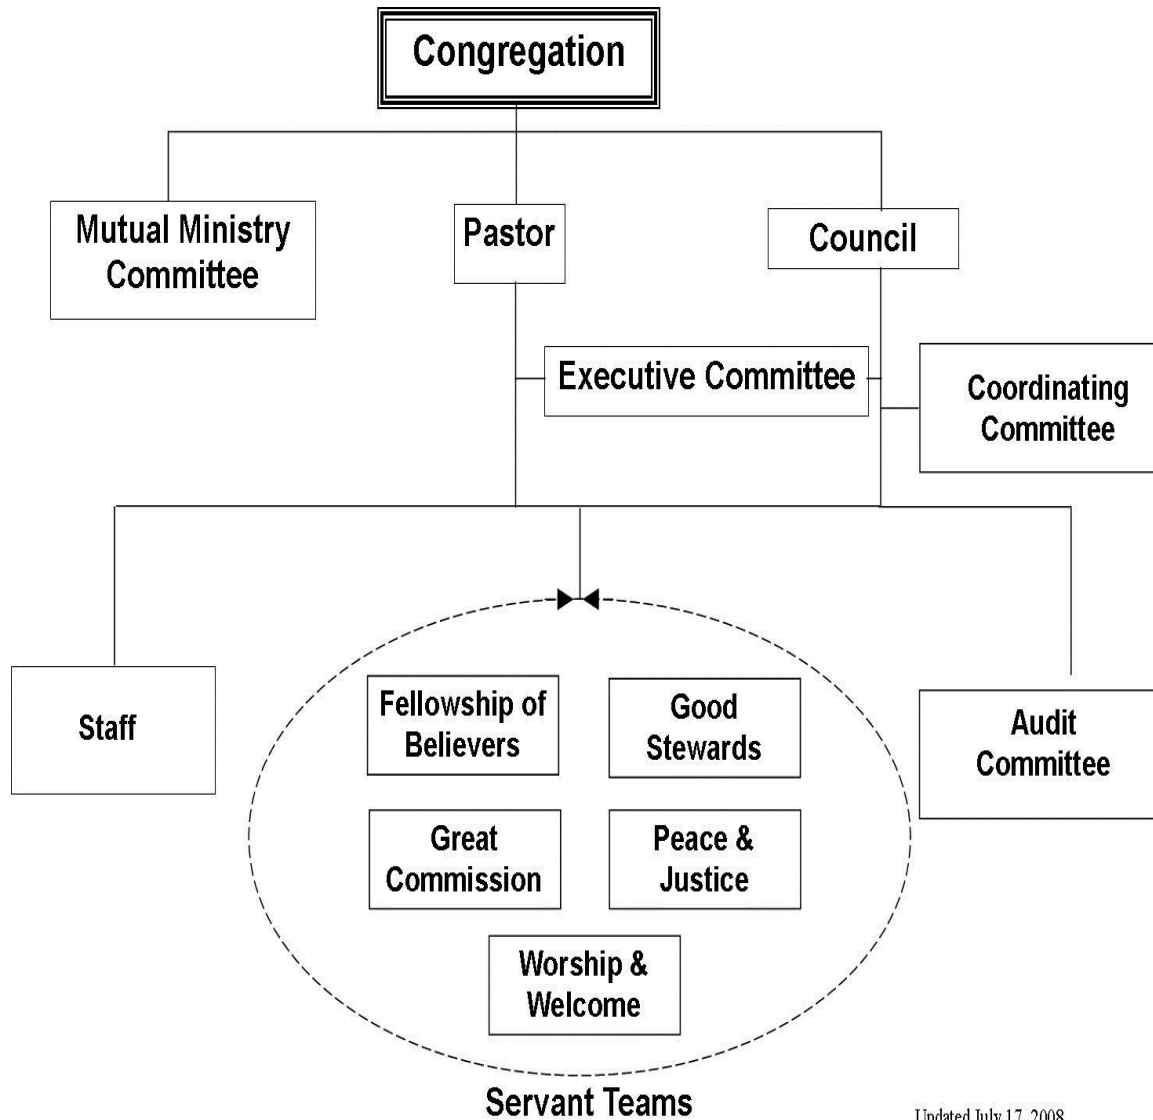 Congregation
Mutual Ministry
Committee
Pastor
Council
Executive Committee
Coordinating
Committee
Staff
Fellowship of
Believers
Good
Stewards
Audit
Committee
Great
Commission
Peace &
Justice
Worship &
Welcome
Servant Teams
Updated July 17, 2008